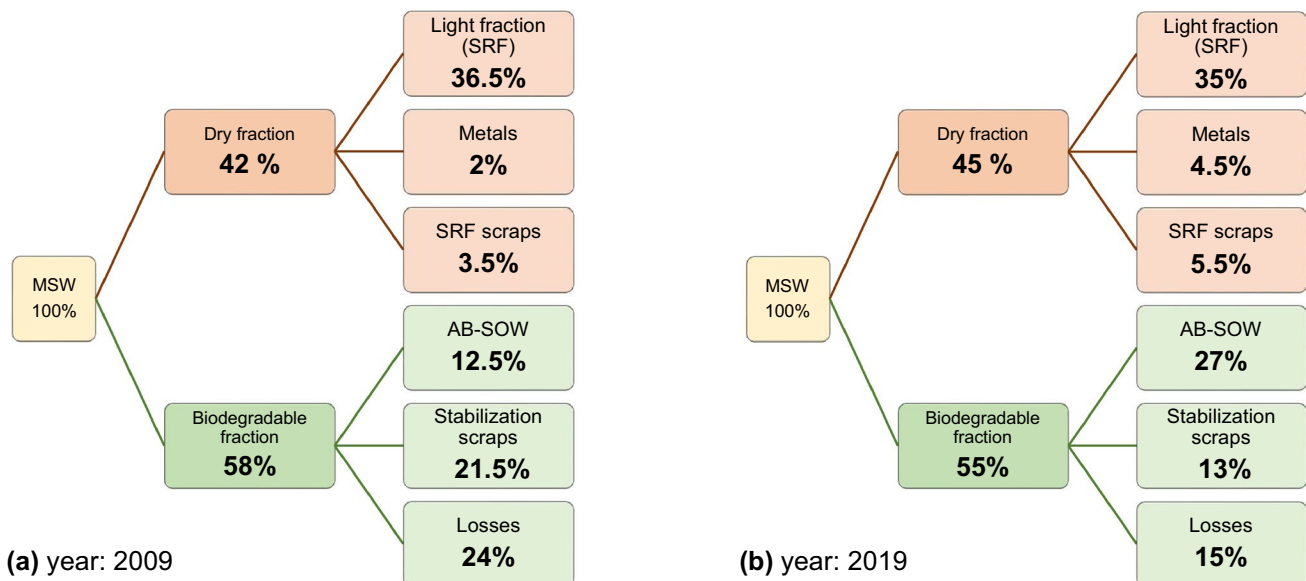 Light fraction
(SRF)
36.5%
Dry fraction
42 %
Metals
2%
SRF scraps
3.5%
MSW
100%
AB-SOW
12.5%
Biodegradable
fraction
58%
Stabilization
scraps
21.5%
Losses
24%
(a) year: 2009
Light fraction
(SRF)
35%
Dry fraction
45 %
Metals
4.5%
SRF scraps
5.5%
MSW
100%
AB-SOW
27%
Biodegradable
fraction
55%
Stabilization
scraps
13%
Losses
15%
(b) year: 2019